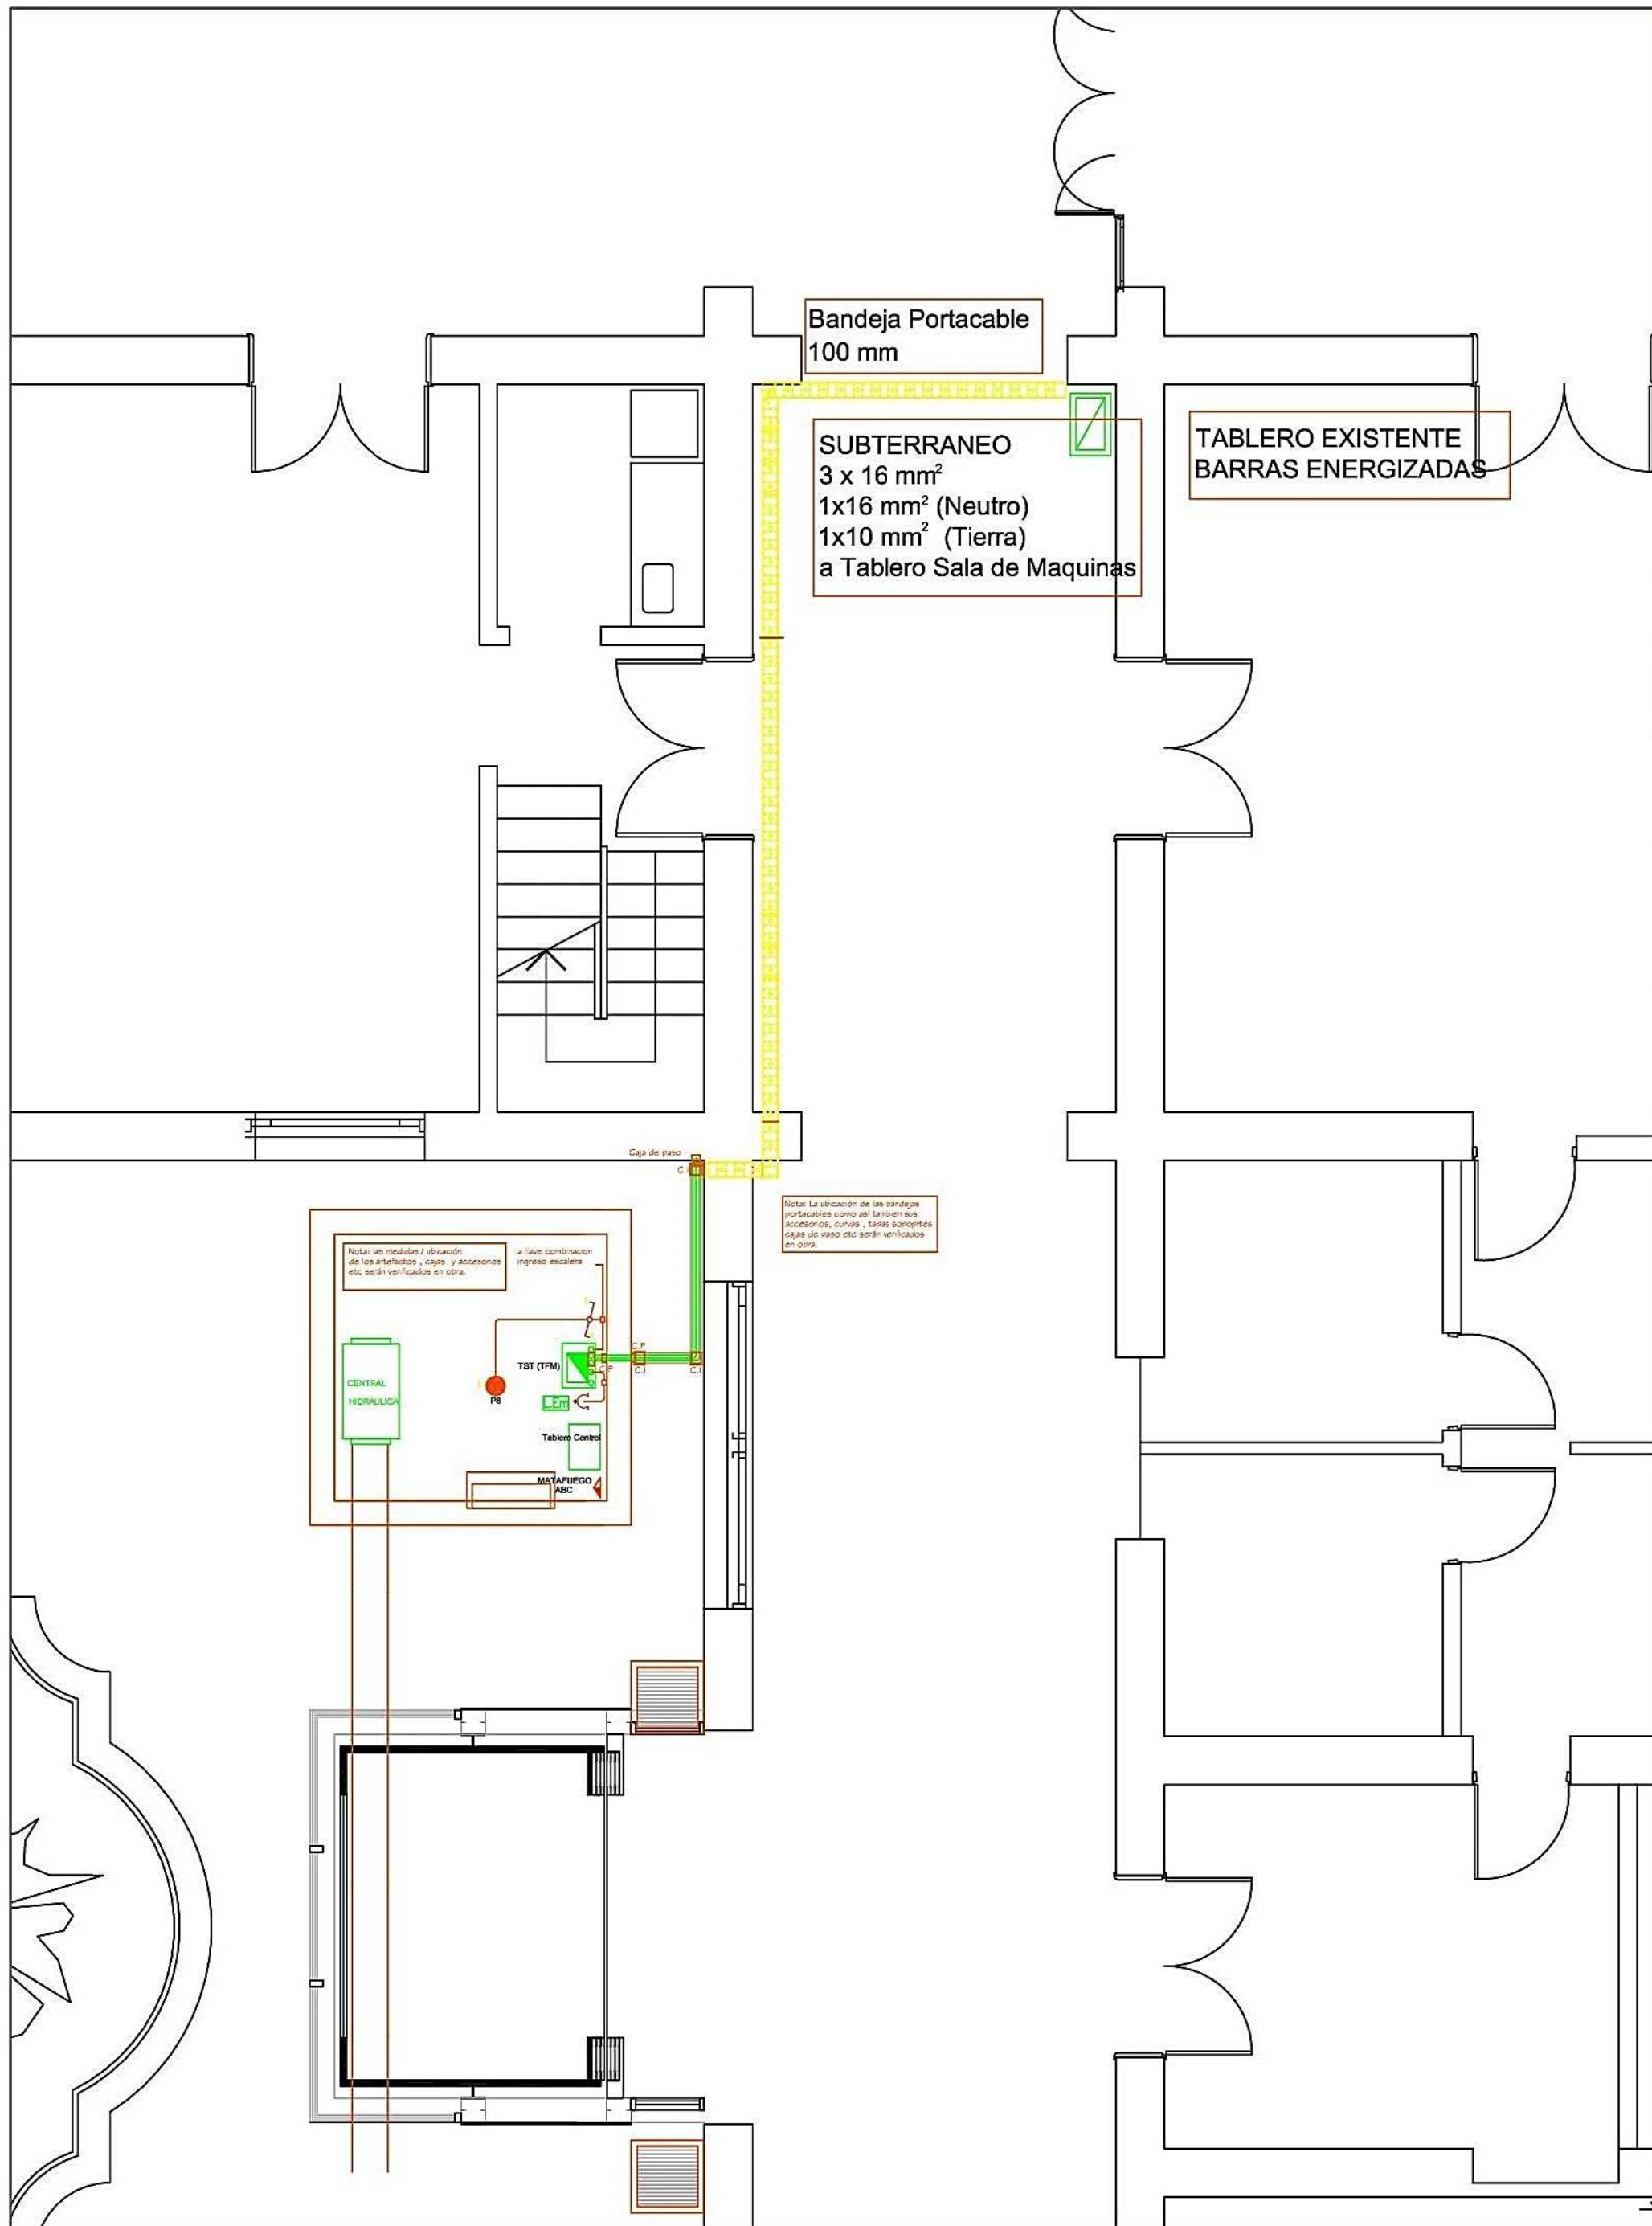 Bandeja Portacable
100 mm
SUBTERRANEO
3 x 16 mm²
1x16 mm² (Neutro)
1x10 mm² (Tierra)
a Tablero Sala de Maquinas
TABLERO EXISTENTE
BARRAS ENERGIZADAS
Caja de paso
C.I
Nota: La ubicación de las bandejas
portacables como así tambien sus
accesorios, curvas , tapas soportes
cajas de paso etc serán verificados
en obra.
Nota: las medidas / ubicación
de los artefactos , cajas y accesorios
etc serán verificados en obra.
a llave combinacion
ingreso escalera
C.P
C.I
C.I
TST (TFM)
CENTRAL
HIDRAULICA
P8
LEM
Tablero Control
MATAFUEGO
ABC